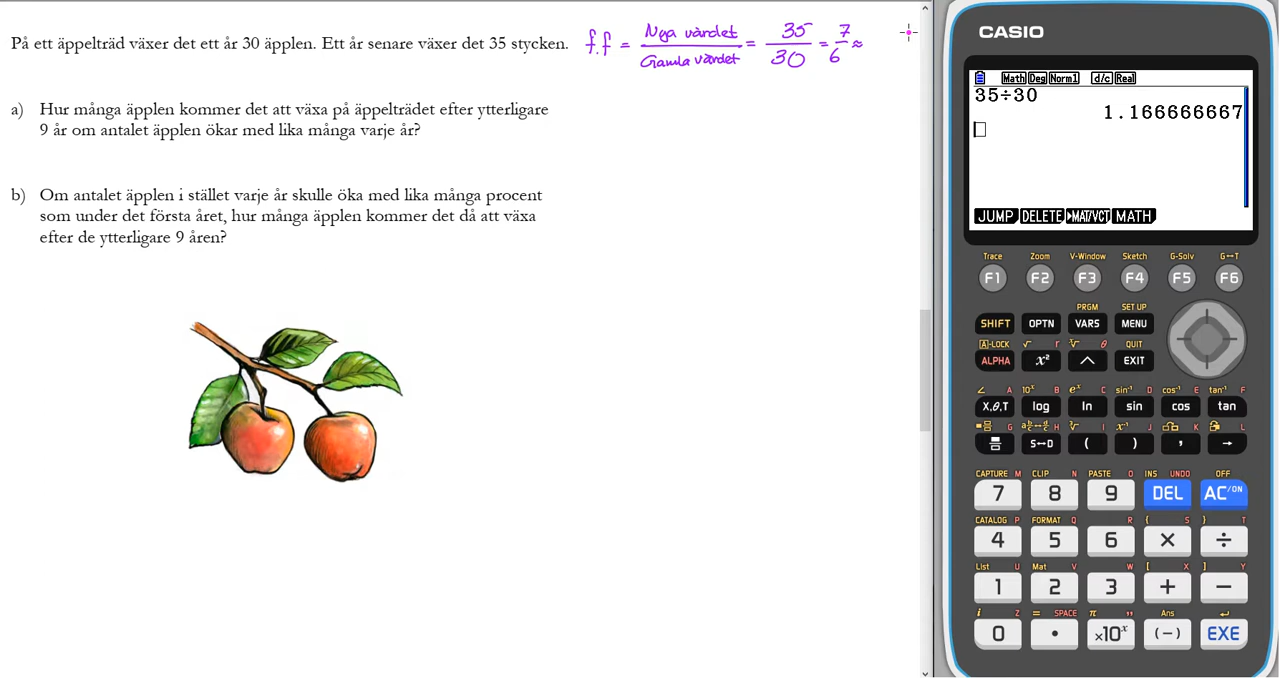 På ett äppelträd växer det ett år 30 äpplen. Ett år senare växer det 35 stycken.
f.f = Nya värdet / Gamla värdet = 35/30 = 7/6 ≈
a) Hur många äpplen kommer det att växa på äppelträdet efter ytterligare
9 år om antalet äpplen ökar med lika många varje år?
b) Om antalet äpplen i stället varje år skulle öka med lika många procent
som under det första året, hur många äpplen kommer det då att växa
efter de ytterligare 9 åren?
CASIO
Math Deg Norm1 d/c Real
35÷30
1.166666667
JUMP DELETE ▶MAT/VCT MATH
Trace Zoom V-Window Sketch G-Solv G↔T
F1 F2 F3 F4 F5 F6
PRGM SET UP
SHIFT OPTN VARS MENU
A-LOCK √ r ∛ θ QUIT
ALPHA x² ^ EXIT
∠ A 10ˣ B eˣ C sin⁻¹ D cos⁻¹ E tan⁻¹ F
X,θ,T log ln sin cos tan
G H ∛ I x⁻¹ J K L
S↔D ( ) , →
CAPTURE M CLIP N PASTE O INS UNDO OFF
7 8 9 DEL AC/ON
CATALOG P FORMAT Q R { S } T
4 5 6 × ÷
List U Mat V W [ X ] Y
1 2 3 + −
i Z = SPACE π " Ans ↵
0 . ×10ˣ (−) EXE